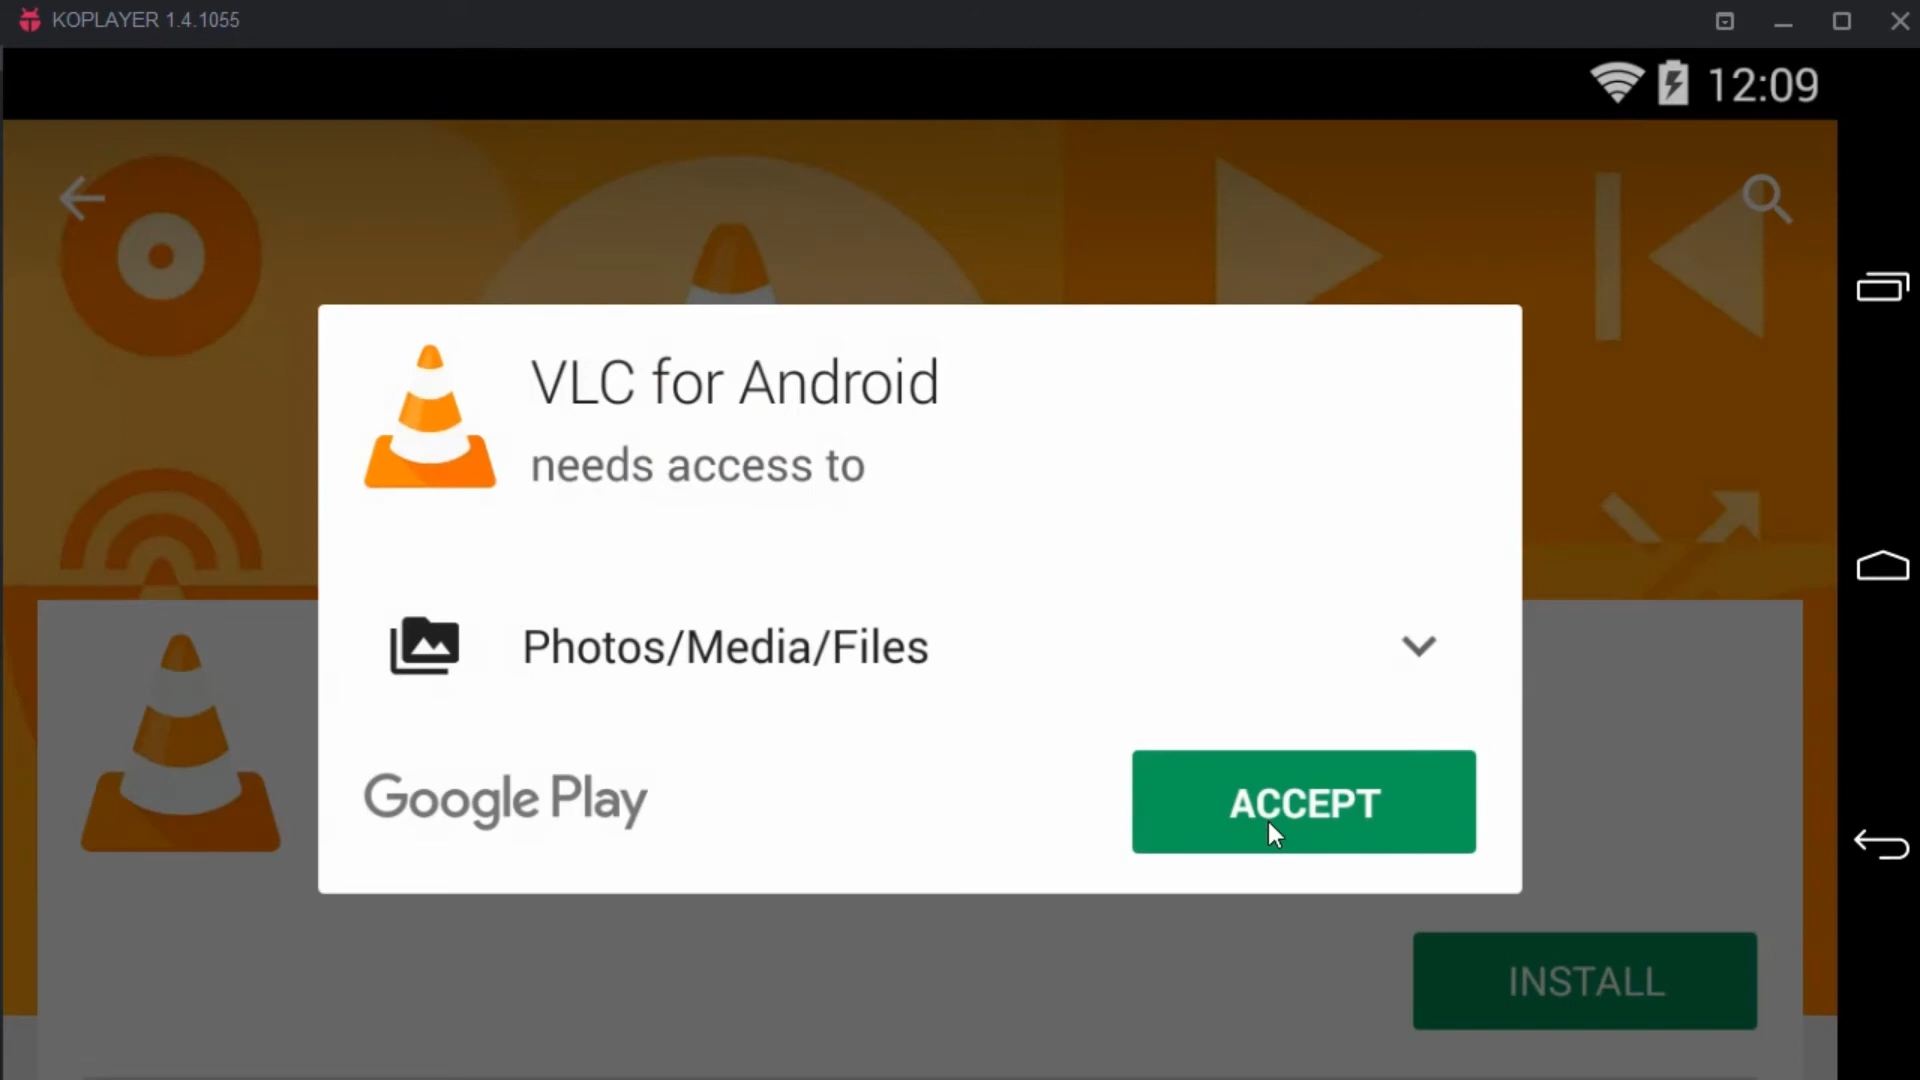 KOPLAYER 1.4.1055
12:09
VLC for Android
needs access to
Photos/Media/Files
Google Play
ACCEPT
INSTALL